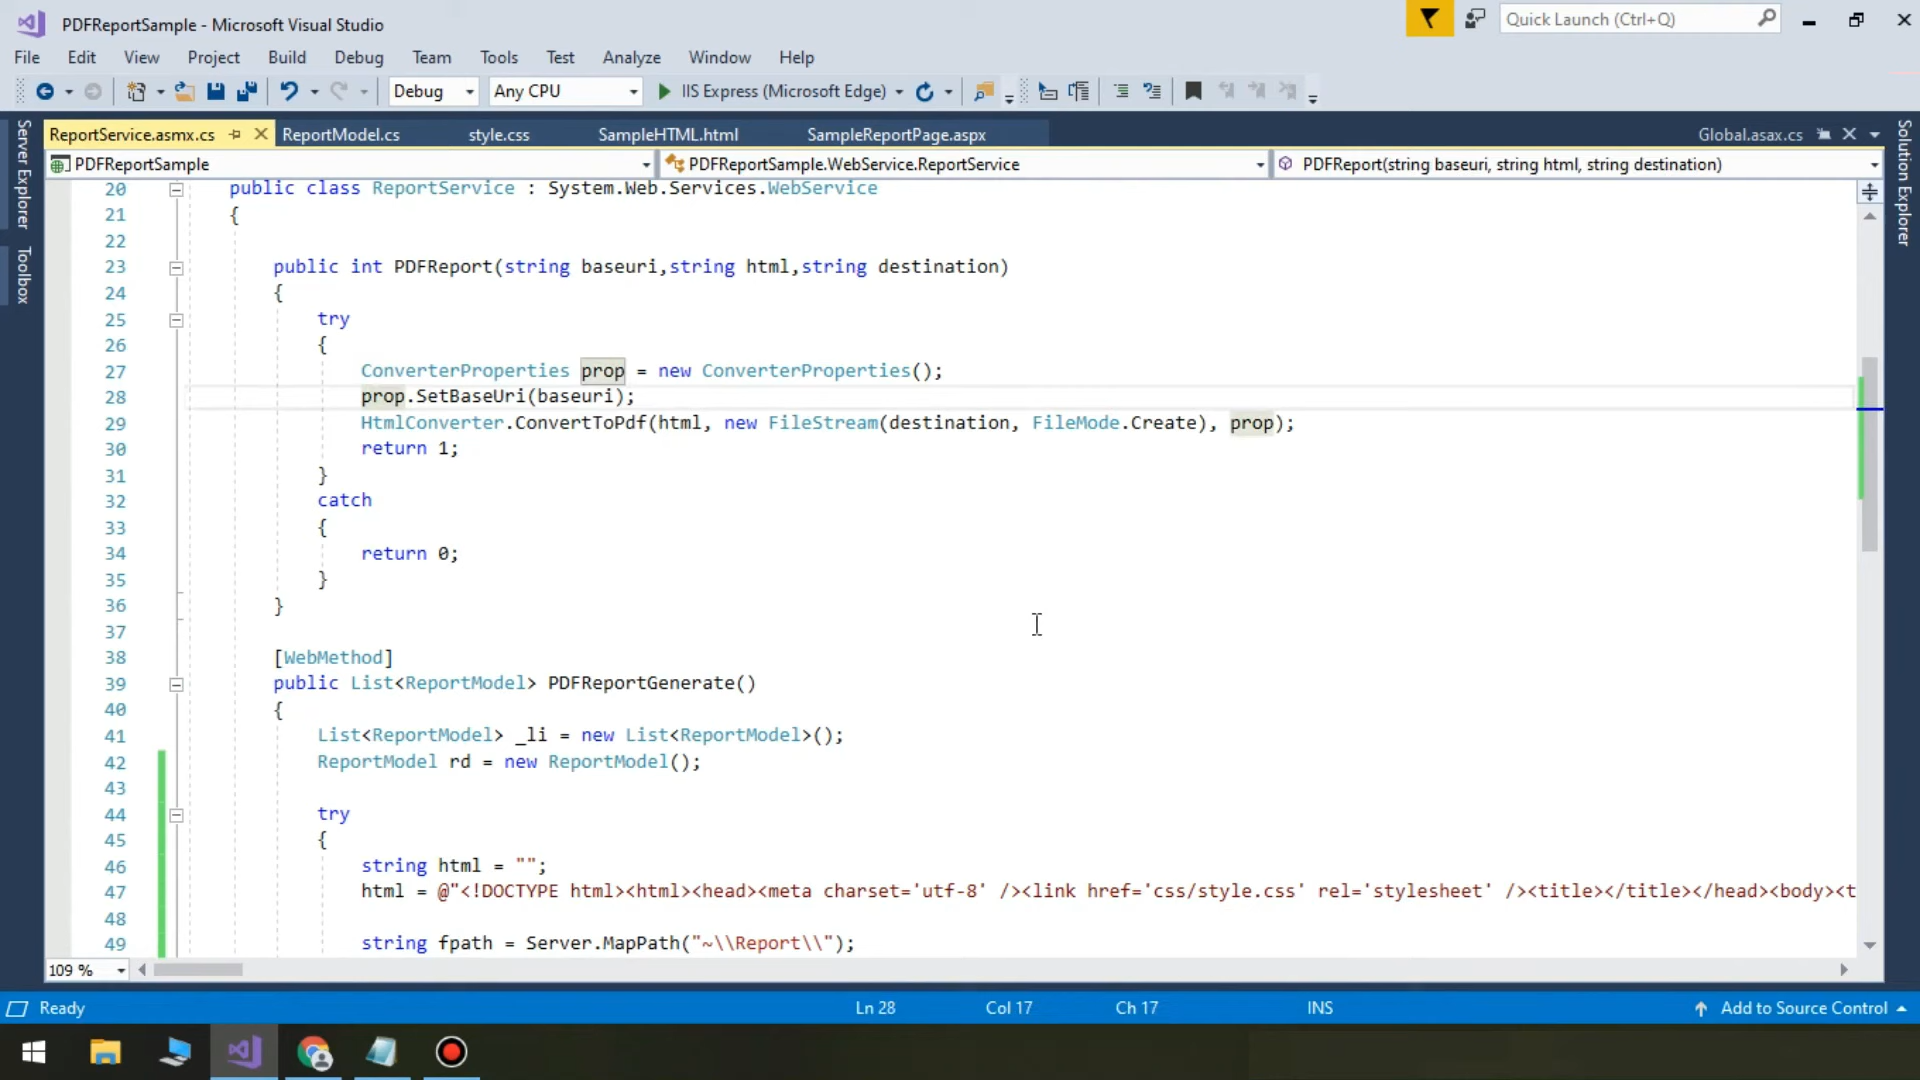 PDFReportSample - Microsoft Visual Studio
Quick Launch (Ctrl+Q)
File Edit View Project Build Debug Team Tools Test Analyze Window Help
Debug Any CPU IIS Express (Microsoft Edge)
ReportService.asmx.cs ReportModel.cs style.css SampleHTML.html SampleReportPage.aspx Global.asax.cs
PDFReportSample PDFReportSample.WebService.ReportService PDFReport(string baseuri, string html, string destination)
Server Explorer
Toolbox
Solution Explorer
20 public class ReportService : System.Web.Services.WebService
21 {
22
23 public int PDFReport(string baseuri,string html,string destination)
24 {
25 try
26 {
27 ConverterProperties prop = new ConverterProperties();
28 prop.SetBaseUri(baseuri);
29 HtmlConverter.ConvertToPdf(html, new FileStream(destination, FileMode.Create), prop);
30 return 1;
31 }
32 catch
33 {
34 return 0;
35 }
36 }
37
38 [WebMethod]
39 public List<ReportModel> PDFReportGenerate()
40 {
41 List<ReportModel> _li = new List<ReportModel>();
42 ReportModel rd = new ReportModel();
43
44 try
45 {
46 string html = "";
47 html = @"<!DOCTYPE html><html><head><meta charset='utf-8' /><link href='css/style.css' rel='stylesheet' /><title></title></head><body><t
48
49 string fpath = Server.MapPath("~\\Report\\");
109 %
Ready Ln 28 Col 17 Ch 17 INS Add to Source Control